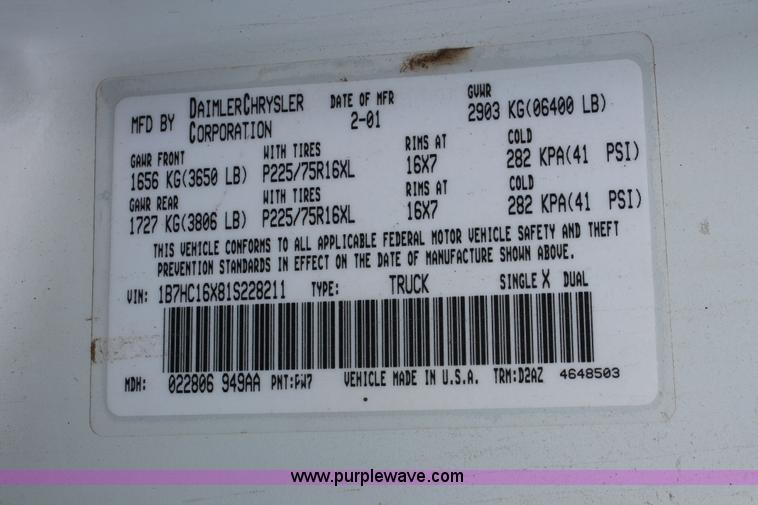 MFD BY DAIMLERCHRYSLER CORPORATION DATE OF MFR 2-01 GVWR 2903 KG(06400 LB)
GAWR FRONT WITH TIRES RIMS AT COLD
1656 KG(3650 LB) P225/75R16XL 16X7 282 KPA(41 PSI)
GAWR REAR WITH TIRES RIMS AT COLD
1727 KG(3806 LB) P225/75R16XL 16X7 282 KPA(41 PSI)
THIS VEHICLE CONFORMS TO ALL APPLICABLE FEDERAL MOTOR VEHICLE SAFETY AND THEFT
PREVENTION STANDARDS IN EFFECT ON THE DATE OF MANUFACTURE SHOWN ABOVE.
VIN: 1B7HC16X81S228211 TYPE: TRUCK SINGLE X DUAL
MDH: 022806 949AA PNT:PW7 VEHICLE MADE IN U.S.A. TRM:D2AZ 4648503
www.purplewave.com